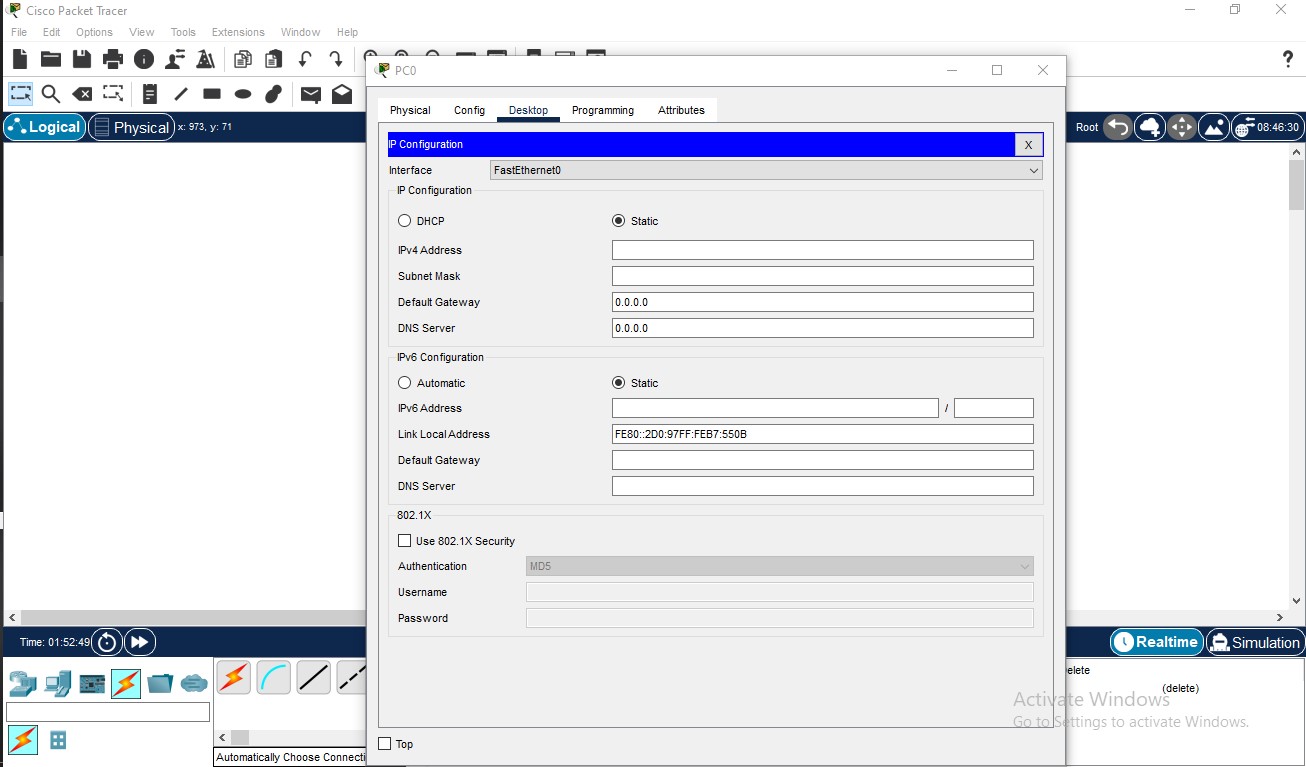 Cisco Packet Tracer
File Edit Options View Tools Extensions Window Help
?
PC0
Physical Config Desktop Programming Attributes
Logical Physical x: 973, y: 71
Root 08:46:30
IP Configuration X
Interface FastEthernet0
IP Configuration
DHCP Static
IPv4 Address
Subnet Mask
Default Gateway 0.0.0.0
DNS Server 0.0.0.0
IPv6 Configuration
Automatic Static
IPv6 Address /
Link Local Address FE80::2D0:97FF:FEB7:550B
Default Gateway
DNS Server
802.1X
Use 802.1X Security
Authentication MD5
Username
Password
Time: 01:52:49 Realtime Simulation
elete
(delete)
Activate Windows
Go to Settings to activate Windows.
Top
Automatically Choose Connecti